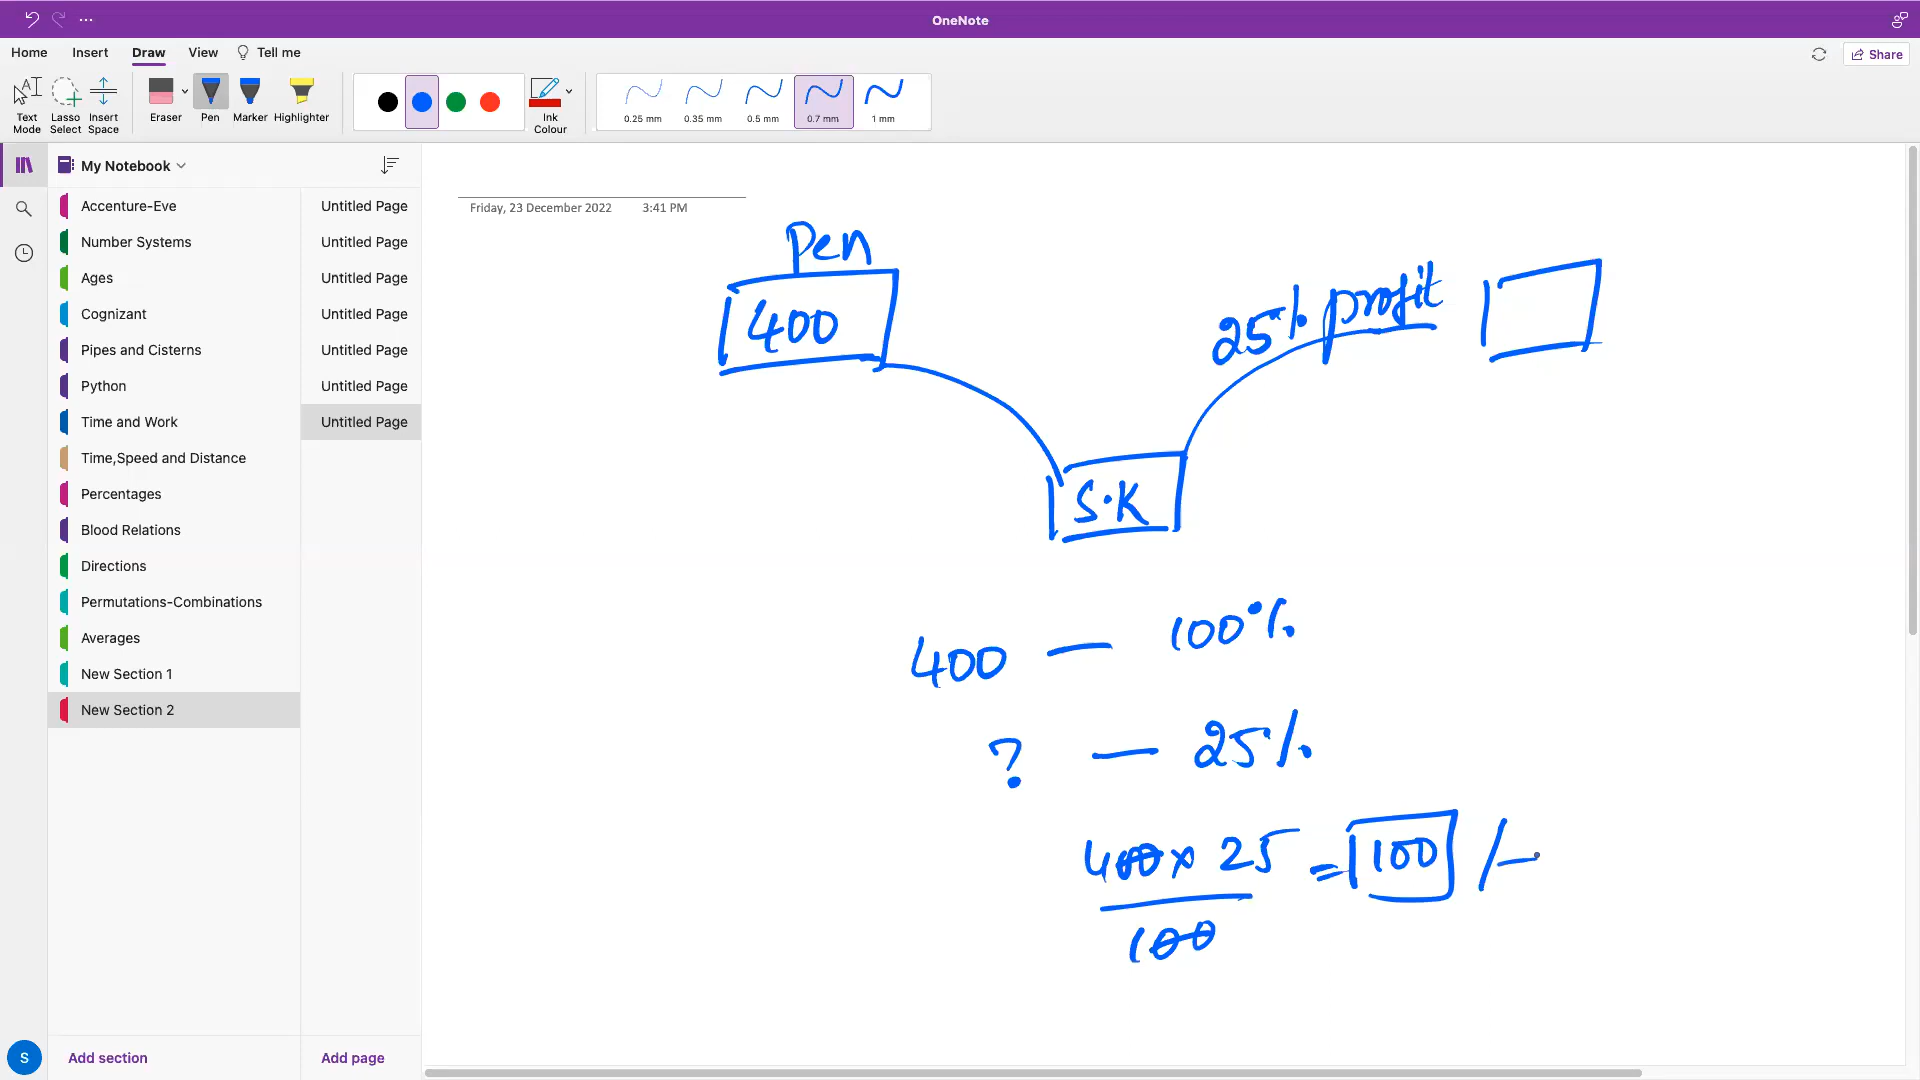 OneNote
Home Insert Draw View Tell me
Share
Text Mode
Lasso Select
Insert Space
Eraser
Pen
Marker
Highlighter
Ink Colour
0.25 mm
0.35 mm
0.5 mm
0.7 mm
1 mm
My Notebook
Accenture-Eve
Number Systems
Ages
Cognizant
Pipes and Cisterns
Python
Time and Work
Time,Speed and Distance
Percentages
Blood Relations
Directions
Permutations-Combinations
Averages
New Section 1
New Section 2
Untitled Page
Untitled Page
Untitled Page
Untitled Page
Untitled Page
Untitled Page
Untitled Page
S
Add section
Add page
Friday, 23 December 2022 3:41 PM
Pen
400
25% profit
S.K
400 — 100%
? — 25%
400 x 25 = 100 /-
100